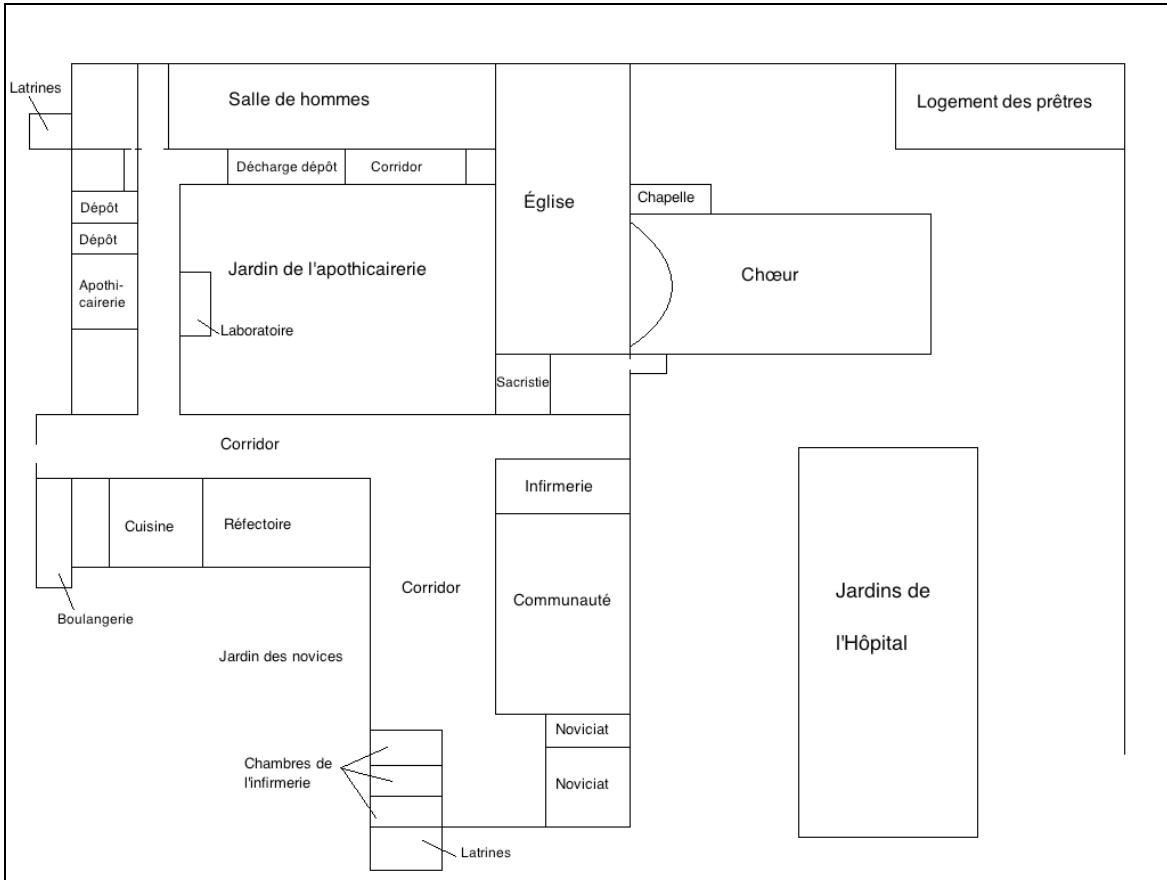 Latrines
Salle de hommes
Logement des prêtres
Décharge dépôt
Corridor
Église
Chapelle
Dépôt
Dépôt
Jardin de l'apothicairerie
Chœur
Apothi-
cairerie
Laboratoire
Sacristie
Corridor
Infirmerie
Cuisine
Réfectoire
Corridor
Communauté
Jardins de
l'Hôpital
Boulangerie
Jardin des novices
Noviciat
Chambres de
l'infirmerie
Noviciat
Latrines